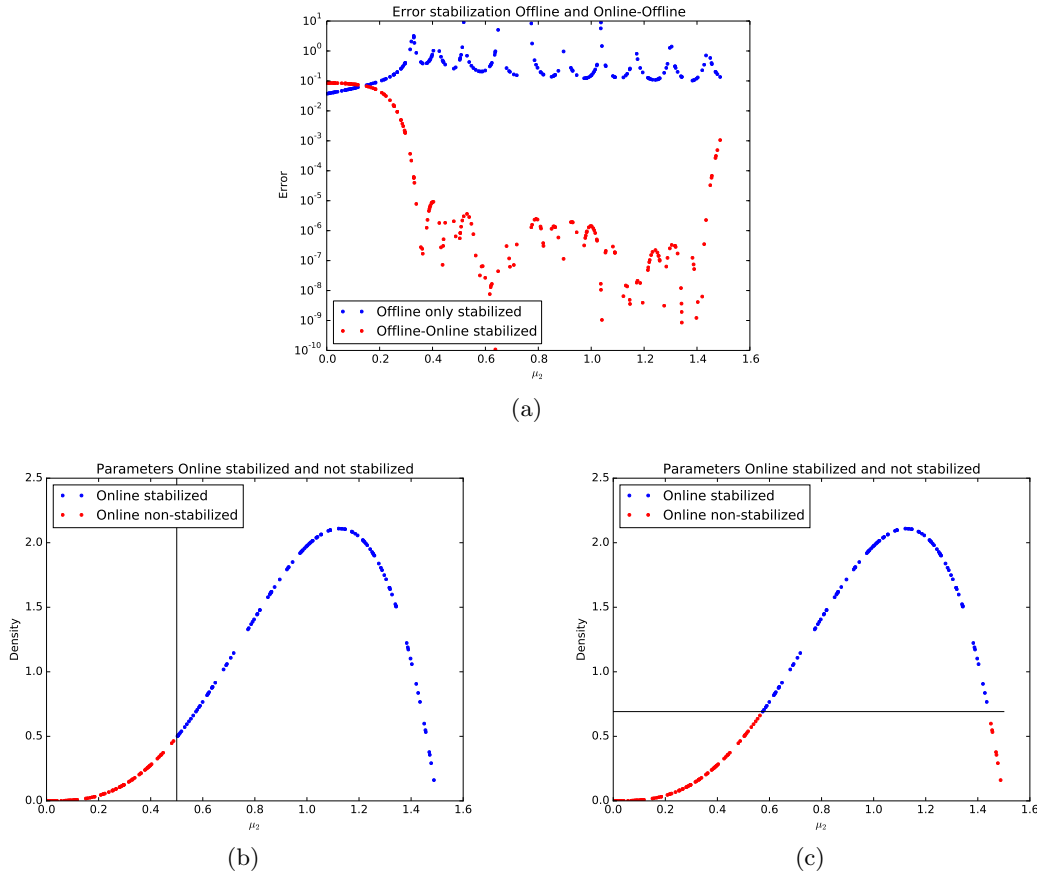 Error stabilization Offline and Online-Offline
10^1
10^0
10^-1
10^-2
10^-3
10^-4
10^-5
10^-6
10^-7
10^-8
10^-9
10^-10
Error
Offline only stabilized
Offline-Online stabilized
0.0 0.2 0.4 0.6 0.8 1.0 1.2 1.4 1.6
μ_2
(a)
Parameters Online stabilized and not stabilized
2.5
2.0
1.5
1.0
0.5
0.0
Density
Online stabilized
Online non-stabilized
0.0 0.2 0.4 0.6 0.8 1.0 1.2 1.4 1.6
μ_2
(b)
Parameters Online stabilized and not stabilized
2.5
2.0
1.5
1.0
0.5
0.0
Density
Online stabilized
Online non-stabilized
0.0 0.2 0.4 0.6 0.8 1.0 1.2 1.4 1.6
μ_2
(c)